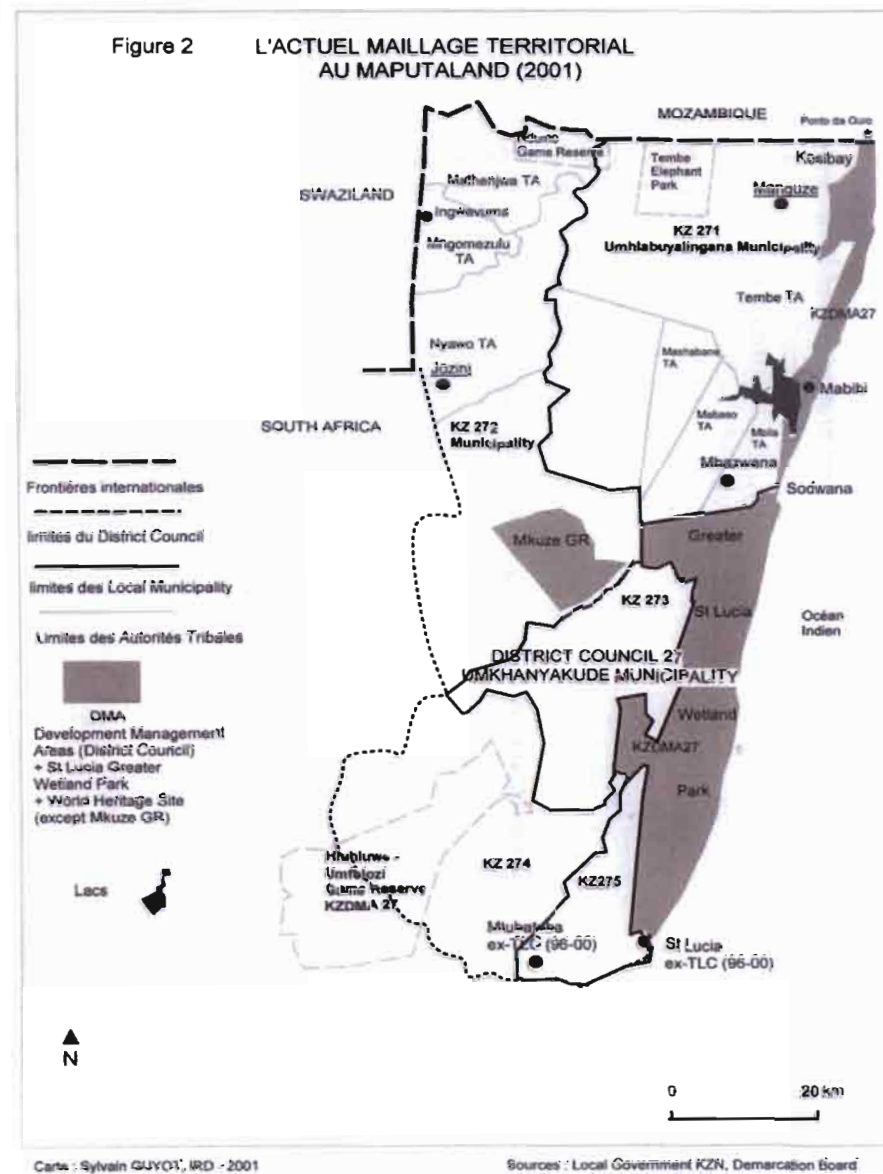 Figure 2
L'ACTUEL MAILLAGE TERRITORIAL
AU MAPUTALAND (2001)
MOZAMBIQUE
Ponto da Ouro
Ndumo
Game Reserve
Tembe
Elephant
Park
Kosibay
Manguze
Mathenjwa TA
SWAZILAND
Ingwavuma
KZ 271
Umhlabuyalingana Municipality
Mngomezulu
TA
Tembe TA
KZDMA27
Nyawo TA
Mashabane
TA
Jozini
Mabibi
SOUTH AFRICA
KZ 272
Municipality
Mabaso
TA
Mbila
TA
Mbazwana
Sodwana
Frontières internationales
limites du District Council
limites des Local Municipality
Limites des Autorités Tribales
DMA
Development Management
Areas (District Council)
+ St Lucia Greater
Wetland Park
+ World Heritage Site
(except Mkuze GR)
Lacs
Mkuze GR
Greater
KZ 273
St Lucia
Océan
Indien
DISTRICT COUNCIL 27
UMKHANYAKUDE MUNICIPALITY
Wetland
KZDMA27
Park
Hluhluwe -
Umfolozi
Game Reserve
KZDMA 27
KZ 274
KZ275
Mtubatuba
ex-TLC (96-00)
St Lucia
ex-TLC (96-00)
N
0 20 km
Carte : Sylvain GUYOT, IRD - 2001
Sources : Local Government KZN, Demarcation Board